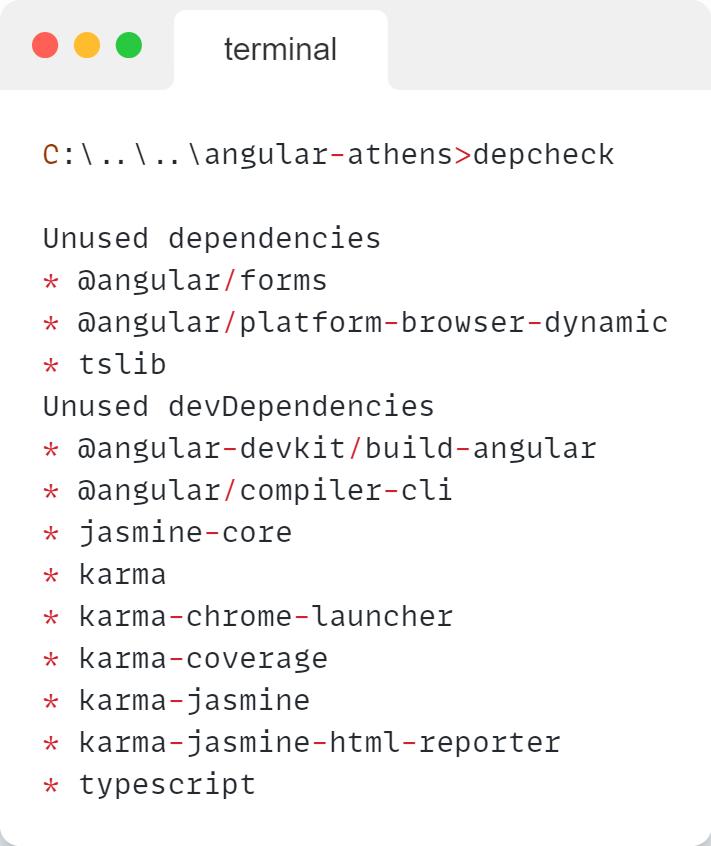 terminal
C:\..\..\angular-athens>depcheck
Unused dependencies
* @angular/forms
* @angular/platform-browser-dynamic
* tslib
Unused devDependencies
* @angular-devkit/build-angular
* @angular/compiler-cli
* jasmine-core
* karma
* karma-chrome-launcher
* karma-coverage
* karma-jasmine
* karma-jasmine-html-reporter
* typescript